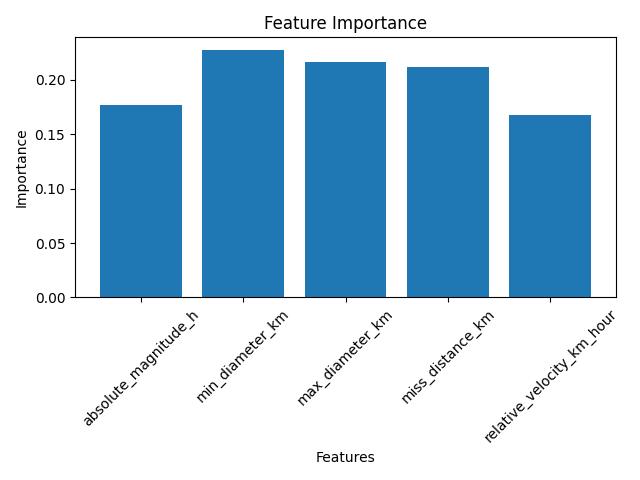 Feature Importance
Importance
0.20
0.15
0.10
0.05
0.00
absolute_magnitude_h
min_diameter_km
max_diameter_km
miss_distance_km
relative_velocity_km_hour
Features